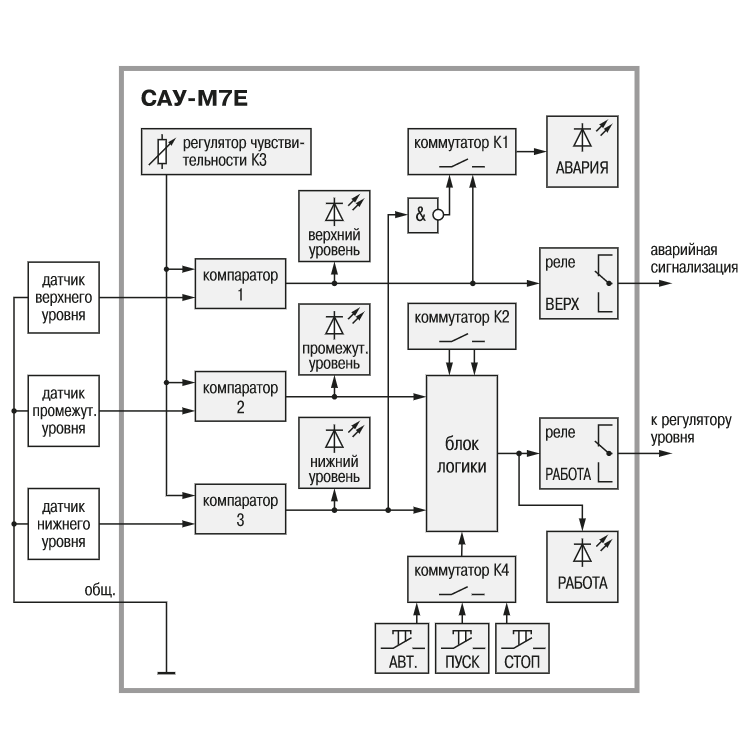 САУ-М7Е
регулятор чувстви-
тельности К3
коммутатор К1
АВАРИЯ
&
верхний
уровень
датчик
верхнего
уровня
компаратор
1
реле
ВЕРХ
аварийная
сигнализация
коммутатор К2
промежут.
уровень
датчик
промежут.
уровня
компаратор
2
блок
логики
реле
РАБОТА
к регулятору
уровня
нижний
уровень
датчик
нижнего
уровня
компаратор
3
РАБОТА
коммутатор К4
общ.
АВТ.
ПУСК
СТОП